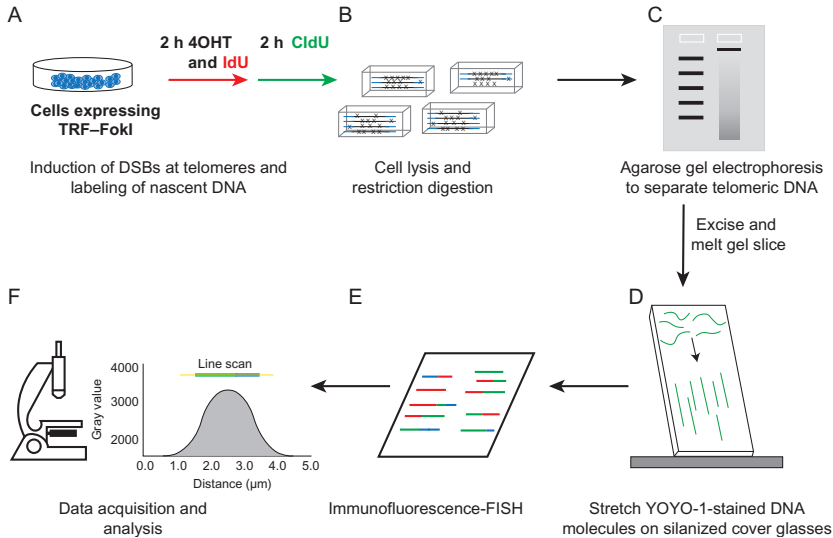 A
2 h 4OHT
and IdU
2 h CldU
Cells expressing
TRF–FokI
Induction of DSBs at telomeres and
labeling of nascent DNA
B
Cell lysis and
restriction digestion
C
Agarose gel electrophoresis
to separate telomeric DNA
Excise and
melt gel slice
D
Stretch YOYO-1-stained DNA
molecules on silanized cover glasses
E
Immunofluorescence-FISH
F
Line scan
4000
3000
2000
Gray value
0.0 1.0 2.0 3.0 4.0 5.0
Distance (μm)
Data acquisition and
analysis